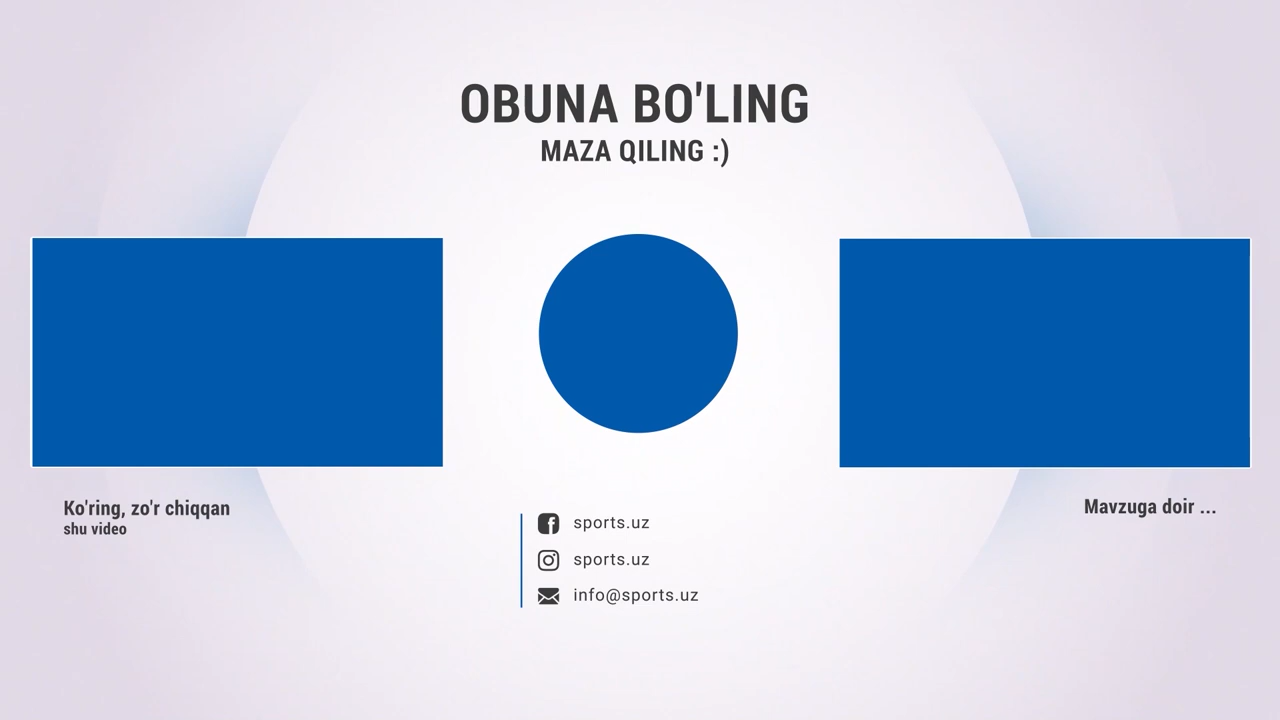 OBUNA BO'LING
MAZA QILING :)
Ko'ring, zo'r chiqqan
shu video
Mavzuga doir ...
sports.uz
sports.uz
info@sports.uz